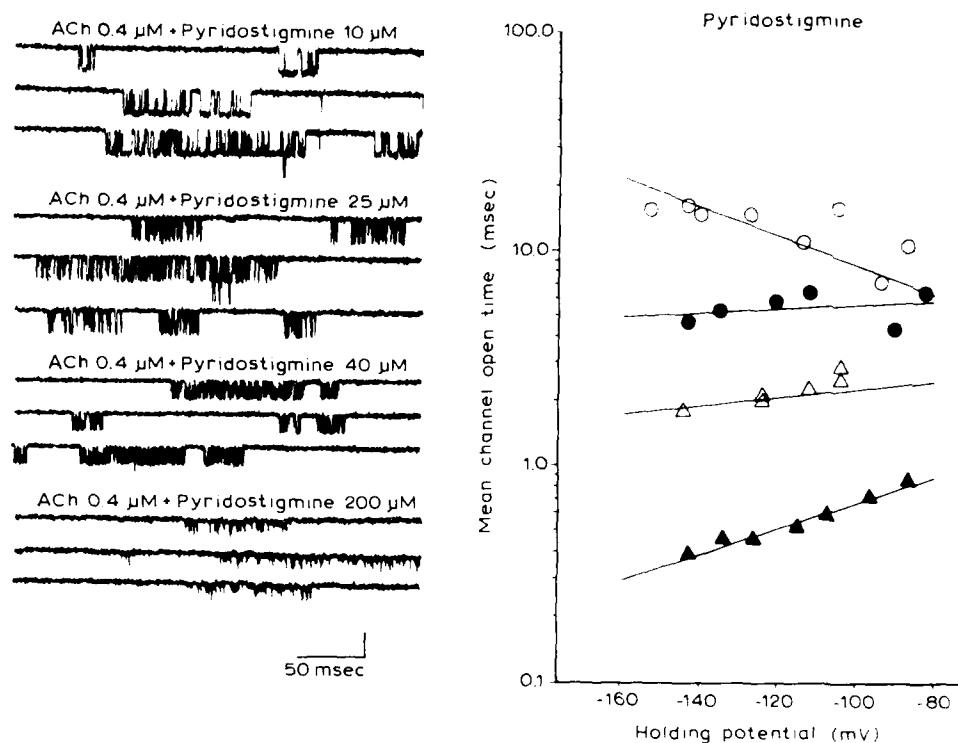 ACh 0.4 µM + Pyridostigmine 10 µM
ACh 0.4 µM + Pyridostigmine 25 µM
ACh 0.4 µM + Pyridostigmine 40 µM
ACh 0.4 µM + Pyridostigmine 200 µM
50 msec
Pyridostigmine
100.0
10.0
1.0
0.1
Mean channel open time (msec)
-160 -140 -120 -100 -80
Holding potential (mV)